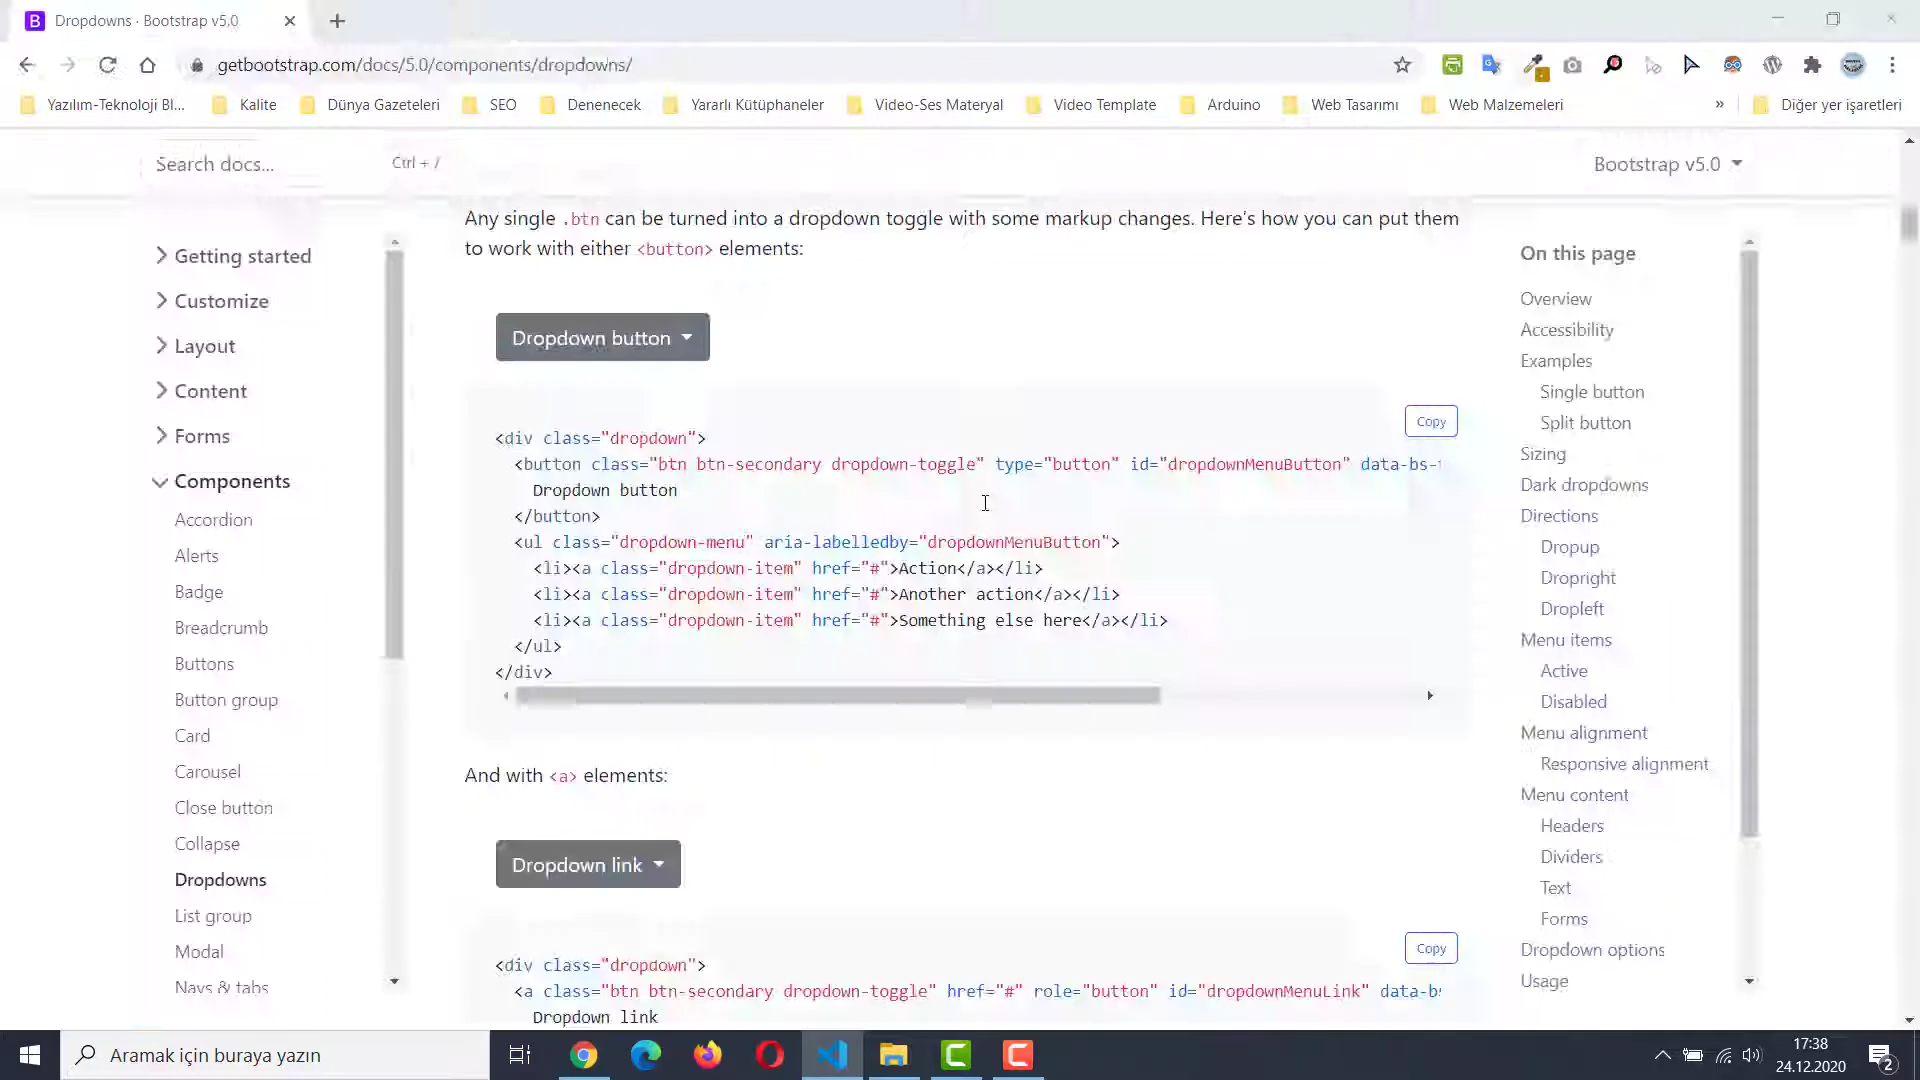 Dropdowns · Bootstrap v5.0
getbootstrap.com/docs/5.0/components/dropdowns/
Yazılım-Teknoloji Bl...
Kalite
Dünya Gazeteleri
SEO
Denenecek
Yararlı Kütüphaneler
Video-Ses Materyal
Video Template
Arduino
Web Tasarımı
Web Malzemeleri
»
Diğer yer işaretleri
Search docs...
Ctrl + /
Bootstrap v5.0
Getting started
Customize
Layout
Content
Forms
Components
Accordion
Alerts
Badge
Breadcrumb
Buttons
Button group
Card
Carousel
Close button
Collapse
Dropdowns
List group
Modal
Navs & tabs
Any single .btn can be turned into a dropdown toggle with some markup changes. Here's how you can put them
to work with either <button> elements:
Dropdown button
Copy
<div class="dropdown">
<button class="btn btn-secondary dropdown-toggle" type="button" id="dropdownMenuButton" data-bs-
Dropdown button
</button>
<ul class="dropdown-menu" aria-labelledby="dropdownMenuButton">
<li><a class="dropdown-item" href="#">Action</a></li>
<li><a class="dropdown-item" href="#">Another action</a></li>
<li><a class="dropdown-item" href="#">Something else here</a></li>
</ul>
</div>
And with <a> elements:
Dropdown link
Copy
<div class="dropdown">
<a class="btn btn-secondary dropdown-toggle" href="#" role="button" id="dropdownMenuLink" data-b
Dropdown link
On this page
Overview
Accessibility
Examples
Single button
Split button
Sizing
Dark dropdowns
Directions
Dropup
Dropright
Dropleft
Menu items
Active
Disabled
Menu alignment
Responsive alignment
Menu content
Headers
Dividers
Text
Forms
Dropdown options
Usage
Aramak için buraya yazın
17:38
24.12.2020
2